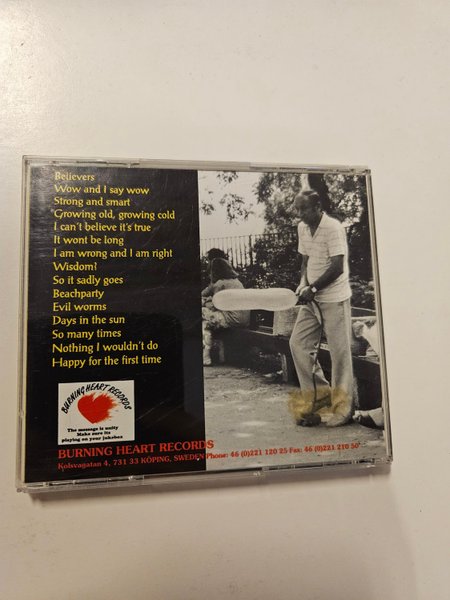 Believers
Wow and I say wow
Strong and smart
Growing old, growing cold
I can't believe it's true
It wont be long
I am wrong and I am right
Wisdom?
So it sadly goes
Beachparty
Evil worms
Days in the sun
So many times
Nothing I wouldn't do
Happy for the first time
BURNING HEART RECORDS
The message is unity
Make sure its
playing on your jukebox
BURNING HEART RECORDS
Kolsvagatan 4, 731 33 KÖPING, SWEDEN Phone: 46 (0)221 120 25 Fax: 46 (0)221 210 50